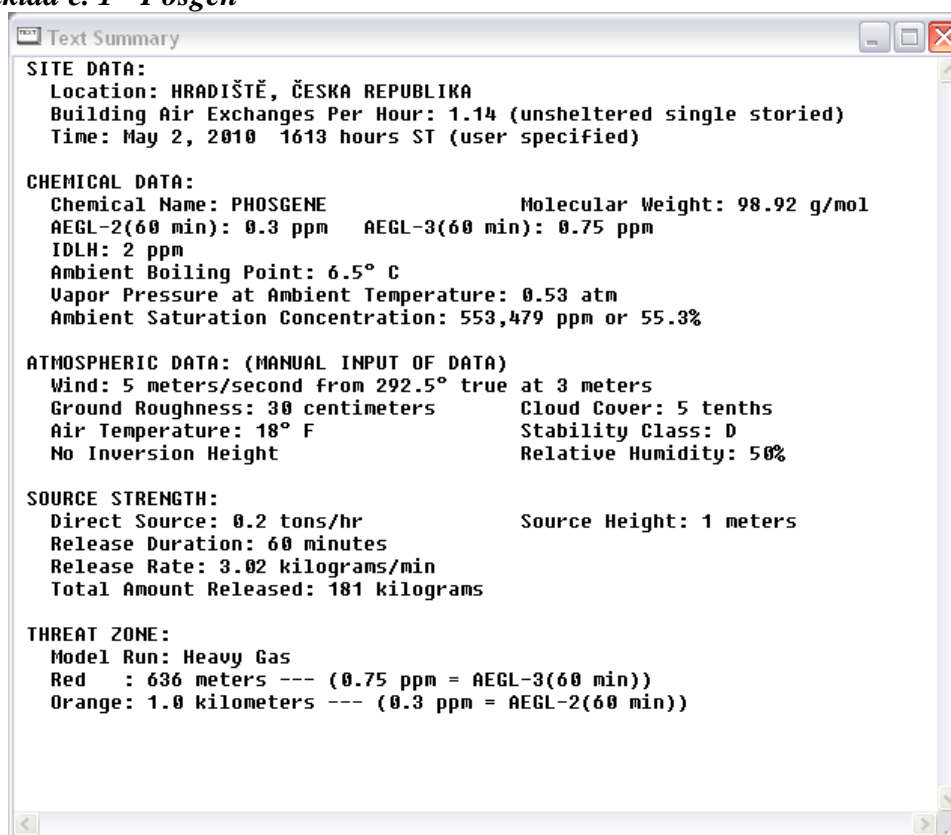 č. 1 - Fosgen
Text Summary
SITE DATA:
Location: HRADIŠTĚ, ČESKA REPUBLIKA
Building Air Exchanges Per Hour: 1.14 (unsheltered single storied)
Time: May 2, 2010 1613 hours ST (user specified)
CHEMICAL DATA:
Chemical Name: PHOSGENE Molecular Weight: 98.92 g/mol
AEGL-2(60 min): 0.3 ppm AEGL-3(60 min): 0.75 ppm
IDLH: 2 ppm
Ambient Boiling Point: 6.5° C
Vapor Pressure at Ambient Temperature: 0.53 atm
Ambient Saturation Concentration: 553,479 ppm or 55.3%
ATMOSPHERIC DATA: (MANUAL INPUT OF DATA)
Wind: 5 meters/second from 292.5° true at 3 meters
Ground Roughness: 30 centimeters Cloud Cover: 5 tenths
Air Temperature: 18° F Stability Class: D
No Inversion Height Relative Humidity: 50%
SOURCE STRENGTH:
Direct Source: 0.2 tons/hr Source Height: 1 meters
Release Duration: 60 minutes
Release Rate: 3.02 kilograms/min
Total Amount Released: 181 kilograms
THREAT ZONE:
Model Run: Heavy Gas
Red : 636 meters --- (0.75 ppm = AEGL-3(60 min))
Orange: 1.0 kilometers --- (0.3 ppm = AEGL-2(60 min))